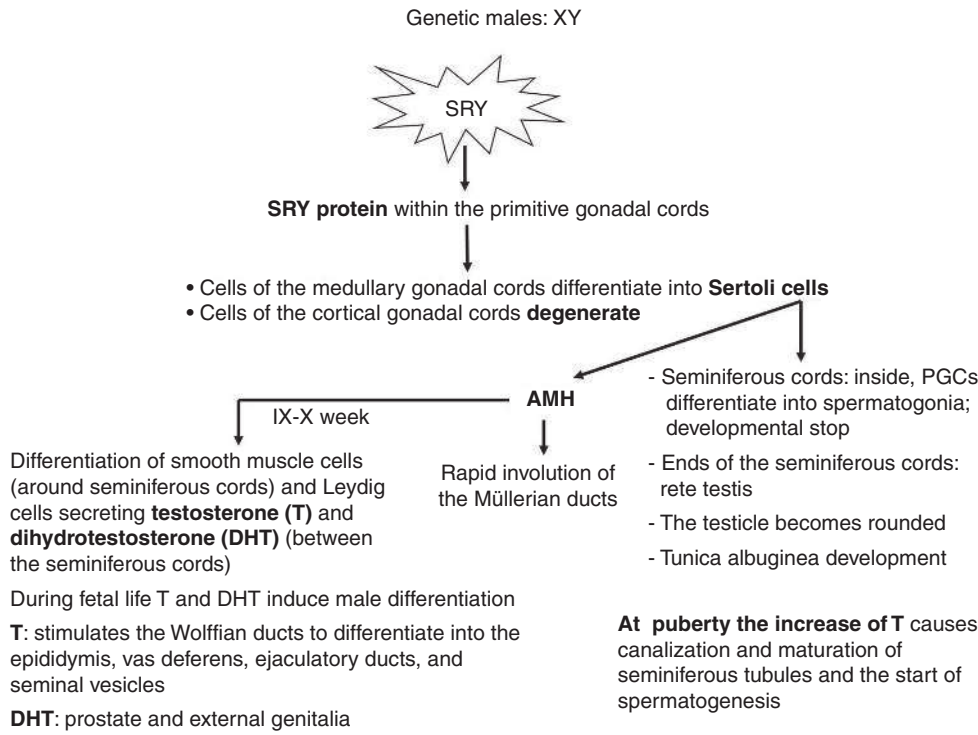 Genetic males: XY
SRY
SRY protein within the primitive gonadal cords
• Cells of the medullary gonadal cords differentiate into Sertoli cells
• Cells of the cortical gonadal cords degenerate
AMH
IX-X week
Differentiation of smooth muscle cells
(around seminiferous cords) and Leydig
cells secreting testosterone (T) and
dihydrotestosterone (DHT) (between
the seminiferous cords)
During fetal life T and DHT induce male differentiation
T: stimulates the Wolffian ducts to differentiate into the
epididymis, vas deferens, ejaculatory ducts, and
seminal vesicles
DHT: prostate and external genitalia
Rapid involution of
the Müllerian ducts
- Seminiferous cords: inside, PGCs
differentiate into spermatogonia;
developmental stop
- Ends of the seminiferous cords:
rete testis
- The testicle becomes rounded
- Tunica albuginea development
At puberty the increase of T causes
canalization and maturation of
seminiferous tubules and the start of
spermatogenesis